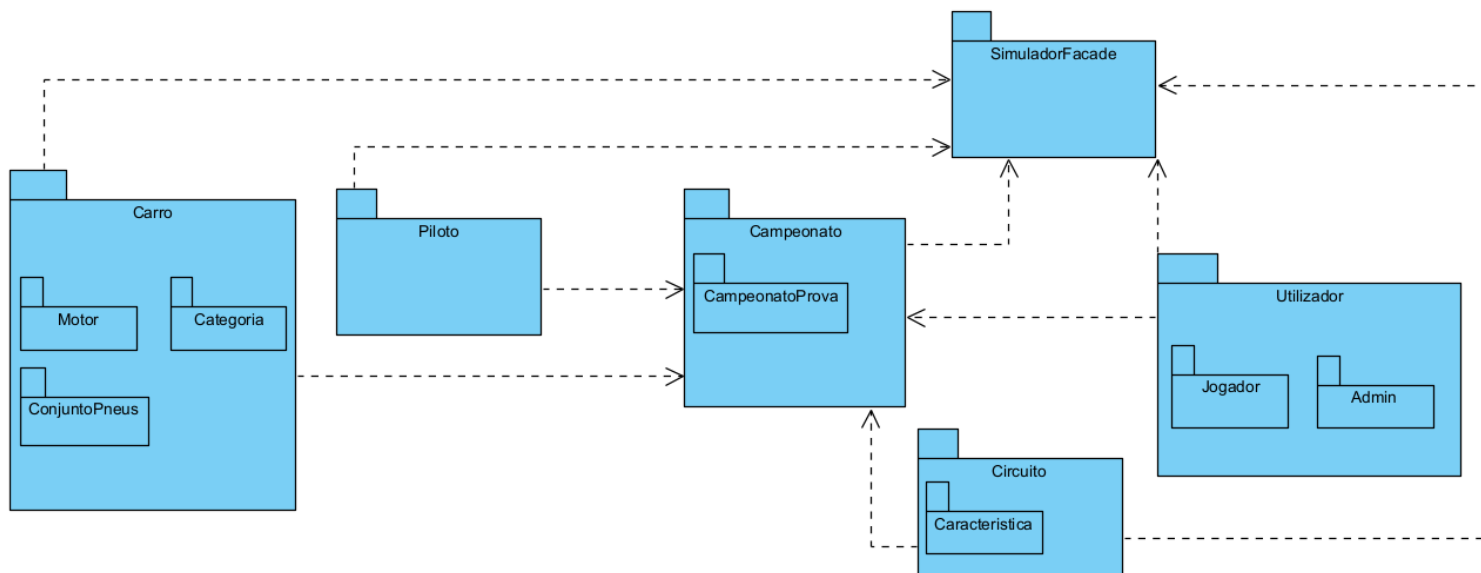 SimuladorFacade
Carro
Piloto
Campeonato
Utilizador
CampeonatoProva
Motor
Categoria
ConjuntoPneus
Jogador
Admin
Circuito
Caracteristica